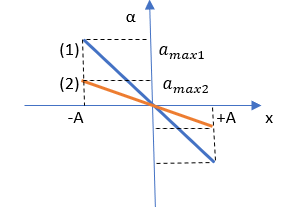 α
(1)
a_max1
(2)
a_max2
-A
+A
x